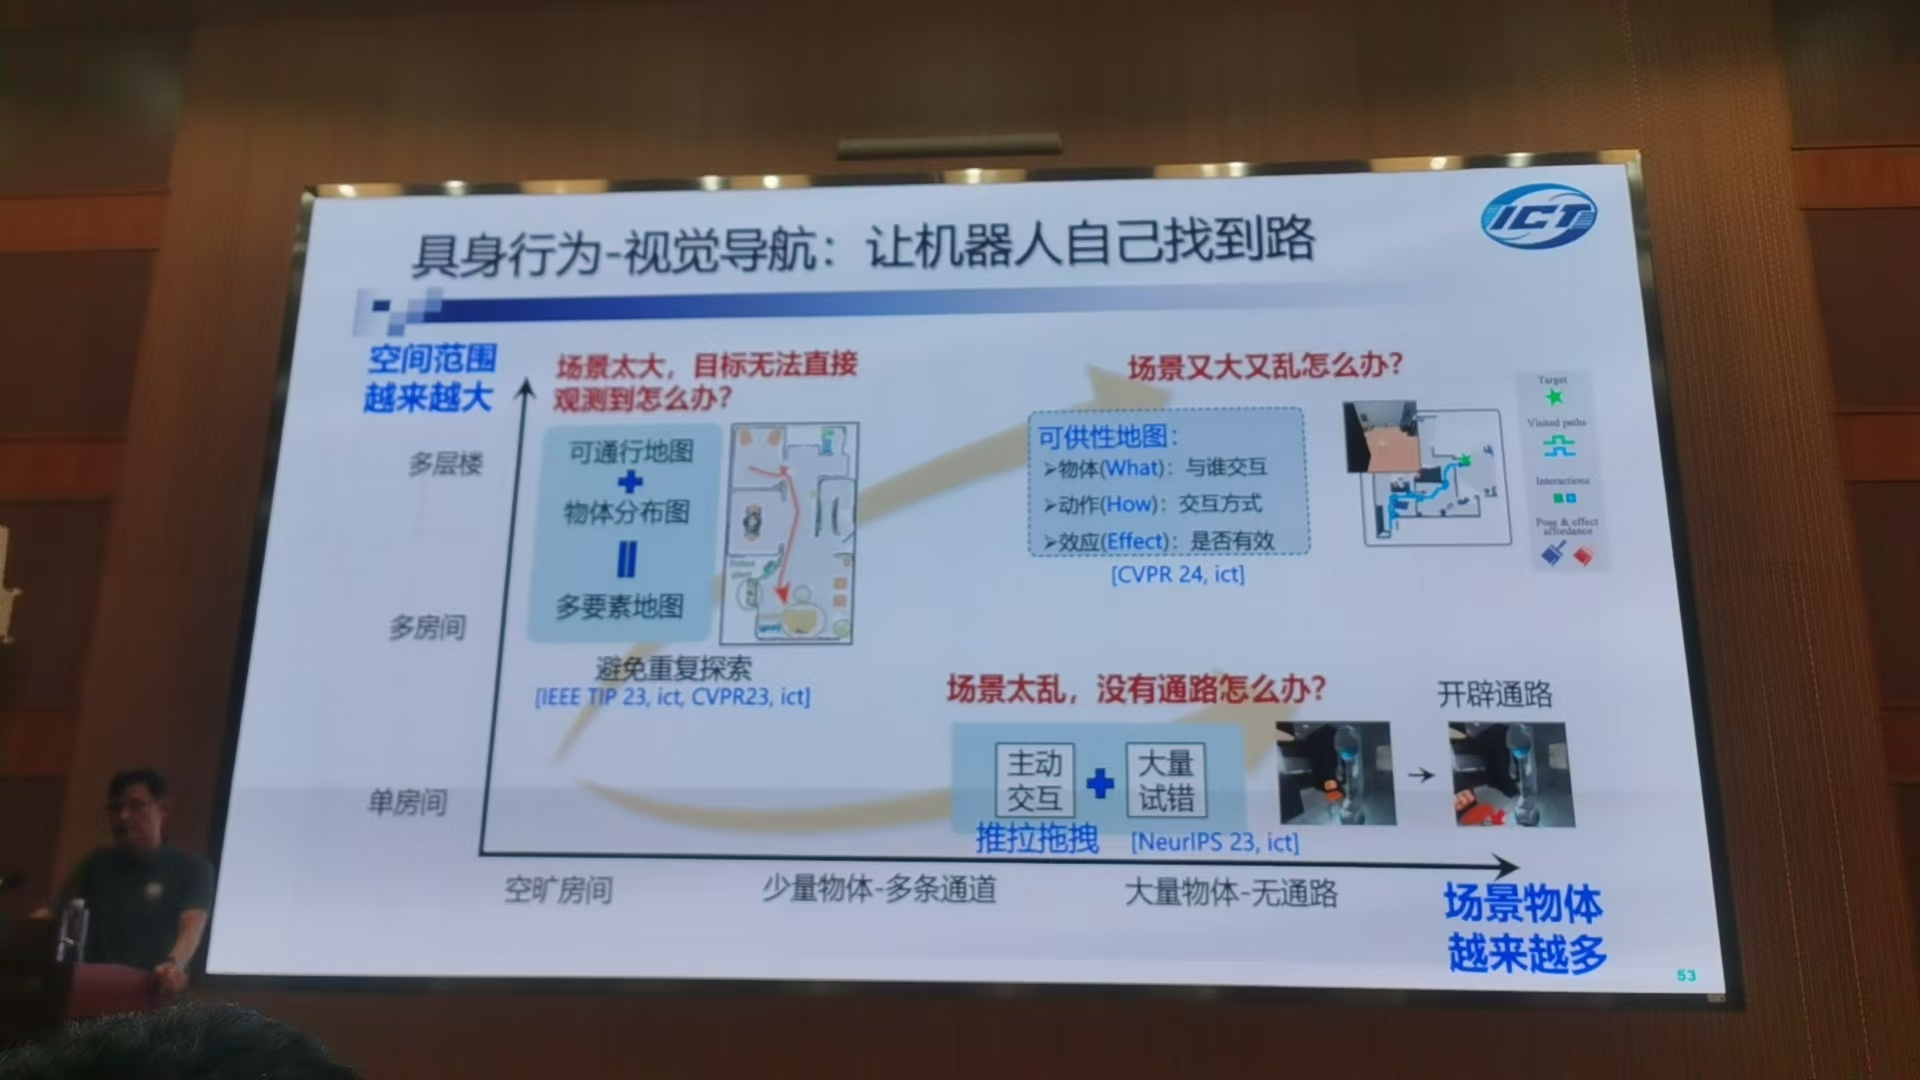 具身行为-视觉导航：让机器人自己找到路
ICT
空间范围
越来越大
多层楼
多房间
单房间
场景太大，目标无法直接
观测到怎么办？
可通行地图
+
物体分布图
多要素地图
避免重复探索
[IEEE TIP 23, ict, CVPR23, ict]
场景又大又乱怎么办？
可供性地图：
➢物体(What)：与谁交互
➢动作(How)：交互方式
➢效应(Effect)：是否有效
[CVPR 24, ict]
Target
Visited paths
Interactions
Pose & effect
affordance
场景太乱，没有通路怎么办？
开辟通路
主动
交互
+
大量
试错
推拉拖拽
[NeurIPS 23, ict]
空旷房间
少量物体-多条通道
大量物体-无通路
场景物体
越来越多
53